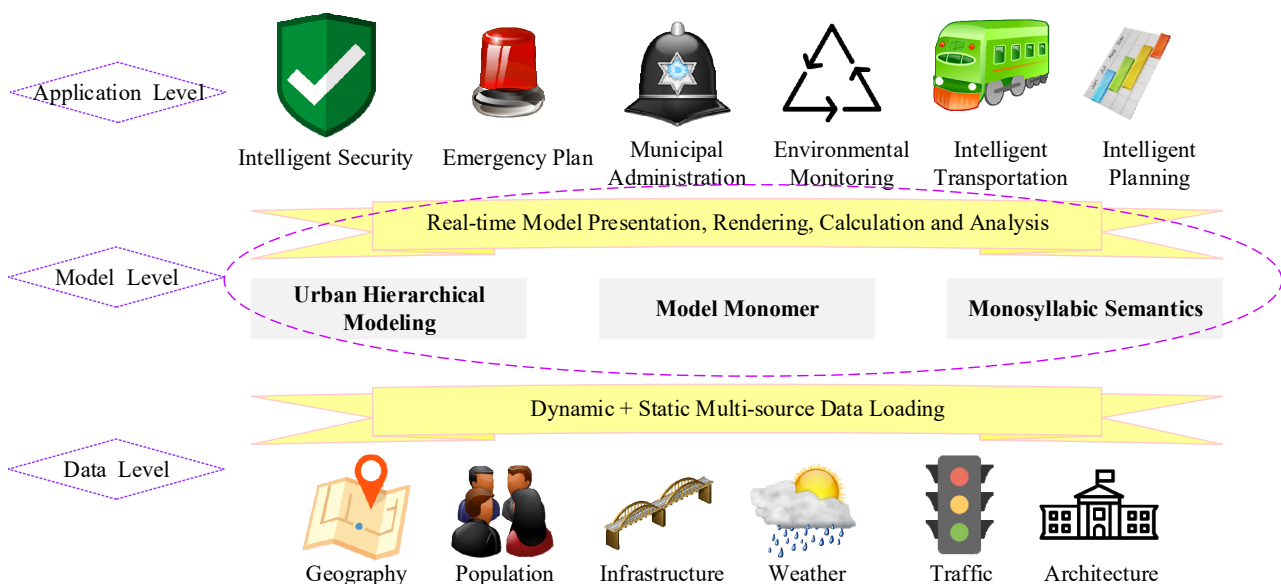 Application Level
Intelligent Security
Emergency Plan
Municipal
Administration
Environmental
Monitoring
Intelligent
Transportation
Intelligent
Planning
Real-time Model Presentation, Rendering, Calculation and Analysis
Model Level
Urban Hierarchical
Modeling
Model Monomer
Monosyllabic Semantics
Dynamic + Static Multi-source Data Loading
Data Level
Geography
Population
Infrastructure
Weather
Traffic
Architecture